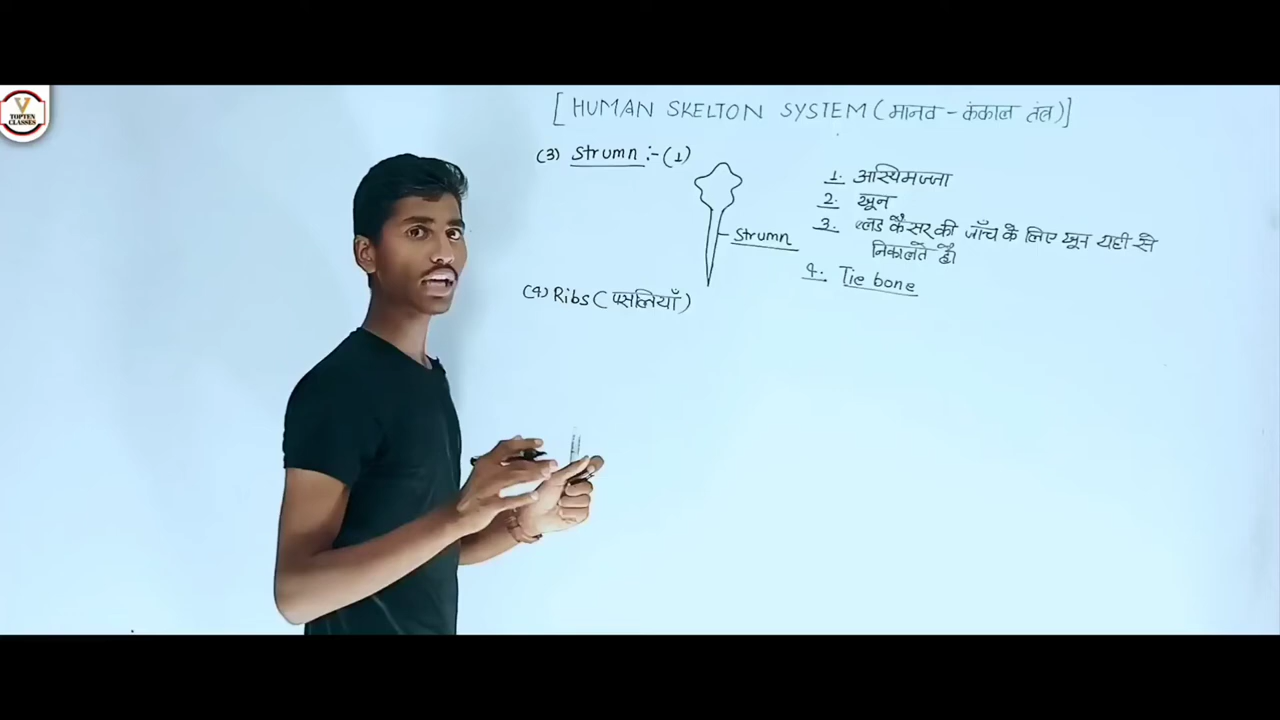 V
TOPTEN
CLASSES
[HUMAN SKELTON SYSTEM (मानव - कंकाल तंत्र)]
(3) Strumn :- (1)
Strumn
1. अस्थिमज्जा
2. खून
3. ब्लड कैंसर की जाँच के लिए खून यही से
निकालते हैं।
4. Tie bone
(4) Ribs (पसलियाँ)